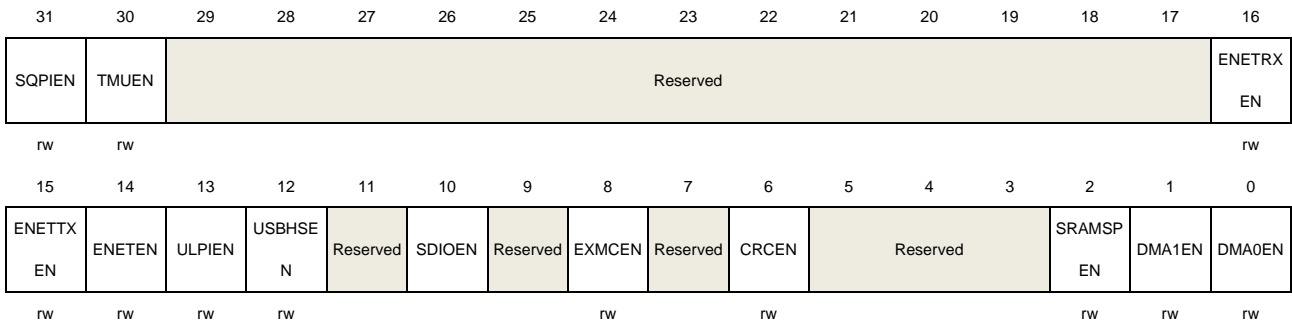 31 30 29 28 27 26 25 24 23 22 21 20 19 18 17 16
SQPIEN TMUEN Reserved ENETRX
EN
rw rw rw
15 14 13 12 11 10 9 8 7 6 5 4 3 2 1 0
ENETTX
EN ENETEN ULPIEN USBHSE
N Reserved SDIOEN Reserved EXMCEN Reserved CRCEN Reserved SRAMSP
EN DMA1EN DMA0EN
rw rw rw rw rw rw rw rw rw